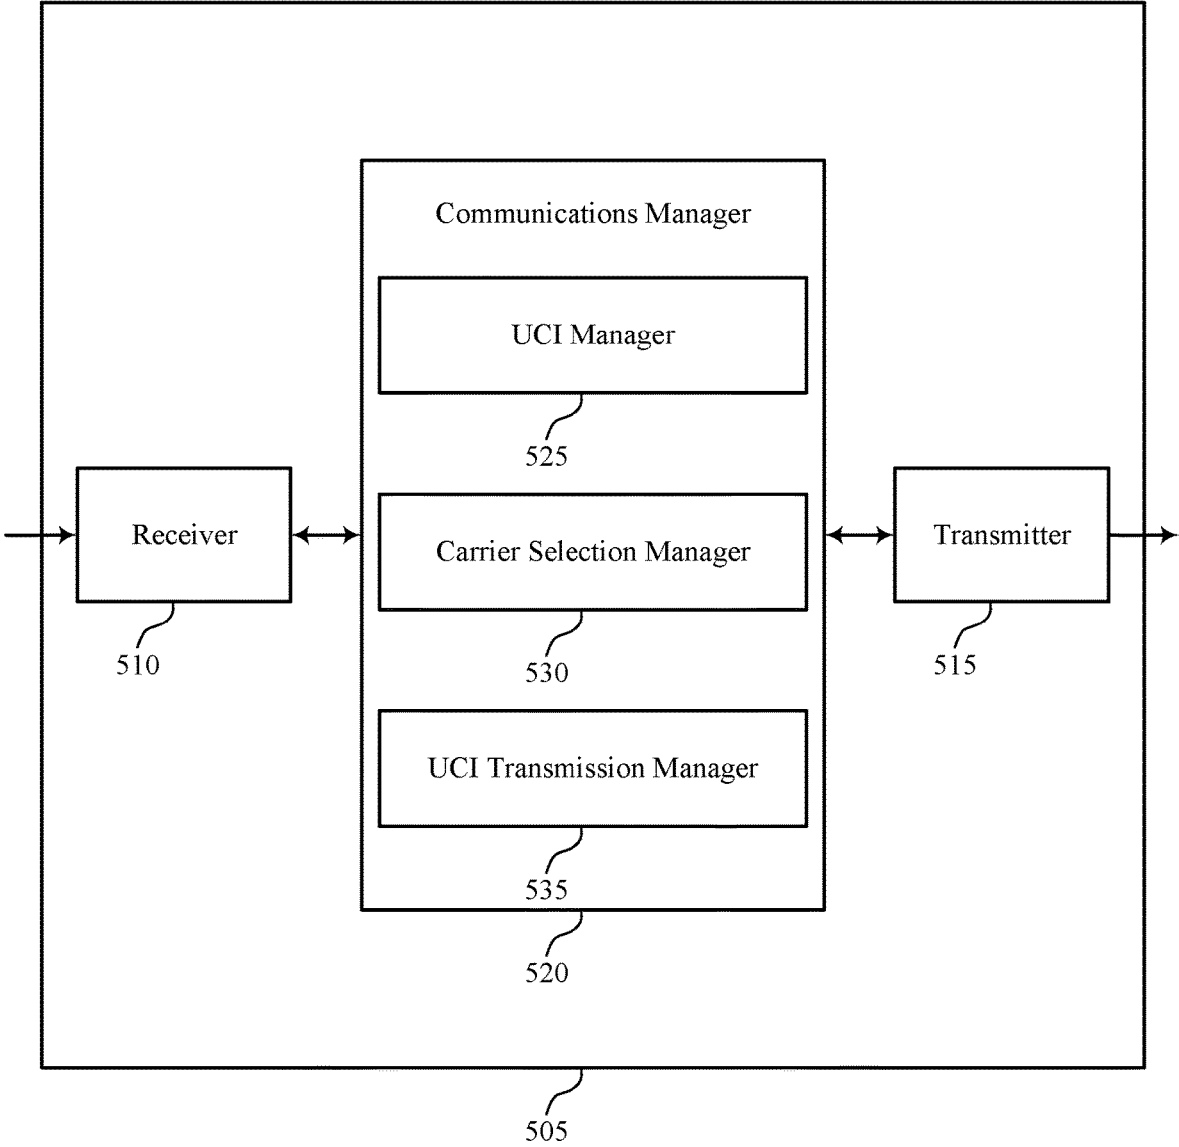 Communications Manager
UCI Manager
525
Receiver
510
Carrier Selection Manager
530
Transmitter
515
UCI Transmission Manager
535
520
505